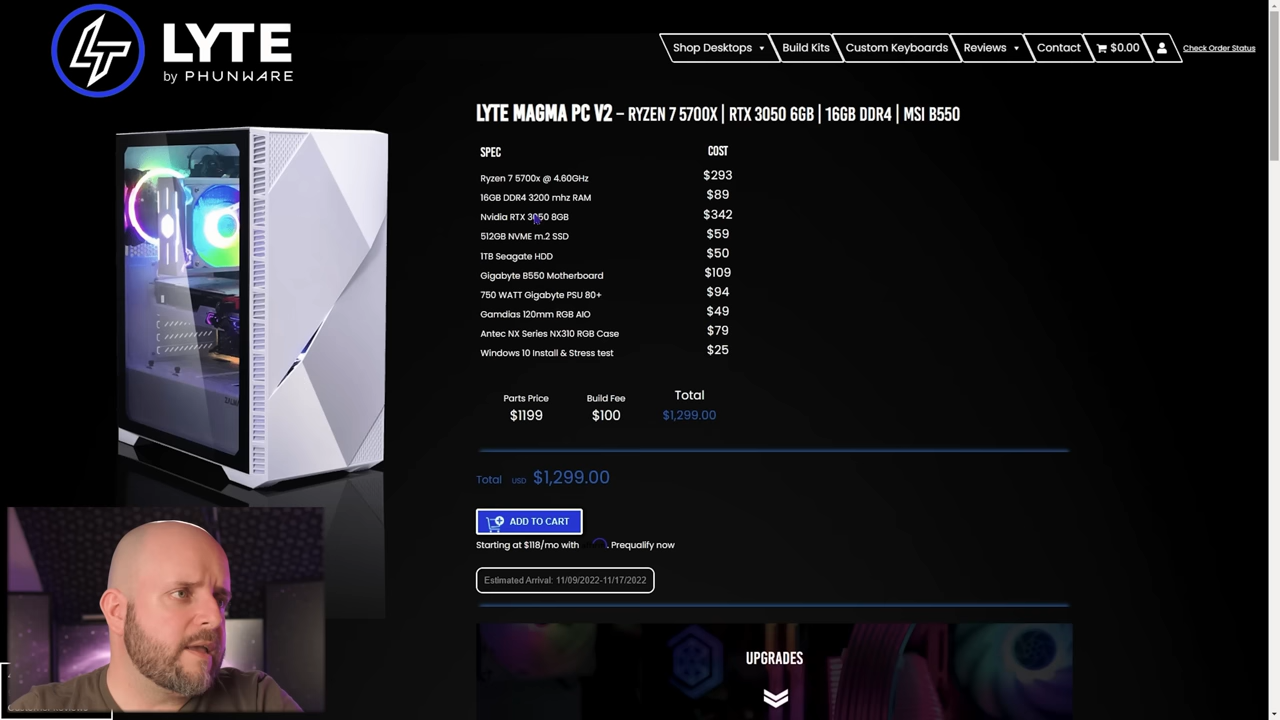 LT LYTE
by PHUNWARE
Shop Desktops
Build Kits
Custom Keyboards
Reviews
Contact
$0.00
Check Order Status
LYTE MAGMA PC V2 – RYZEN 7 5700X | RTX 3050 6GB | 16GB DDR4 | MSI B550
SPEC COST
Ryzen 7 5700x @ 4.60GHz $293
16GB DDR4 3200 mhz RAM $89
Nvidia RTX 3050 8GB $342
512GB NVME m.2 SSD $59
1TB Seagate HDD $50
Gigabyte B550 Motherboard $109
750 WATT Gigabyte PSU 80+ $94
Gamdias 120mm RGB AIO $49
Antec NX Series NX310 RGB Case $79
Windows 10 Install & Stress test $25
Parts Price Build Fee Total
$1199 $100 $1,299.00
Total USD $1,299.00
ADD TO CART
Starting at $118/mo with . Prequalify now
Estimated Arrival: 11/09/2022-11/17/2022
UPGRADES